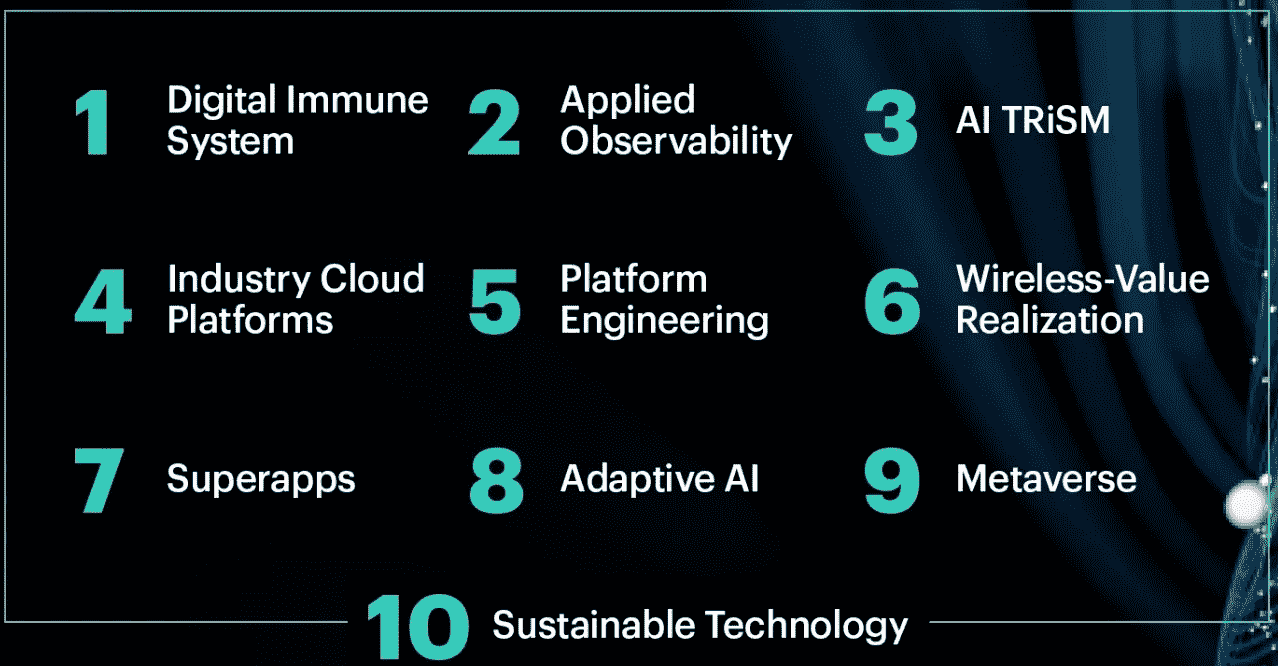 1 Digital Immune
System
2 Applied
Observability
3 AI TRiSM
4 Industry Cloud
Platforms
5 Platform
Engineering
6 Wireless-Value
Realization
7 Superapps
8 Adaptive AI
9 Metaverse
10 Sustainable Technology